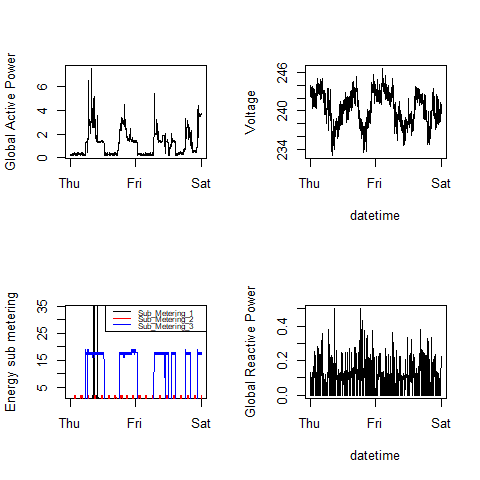 Global Active Power
0 2 4 6
Thu Fri Sat
Voltage
234 240 246
Thu Fri Sat
datetime
Energy sub metering
5 15 25 35
Thu Fri Sat
Sub_Metering_1
Sub_Metering_2
Sub_Metering_3
Global Reactive Power
0.0 0.2 0.4
Thu Fri Sat
datetime